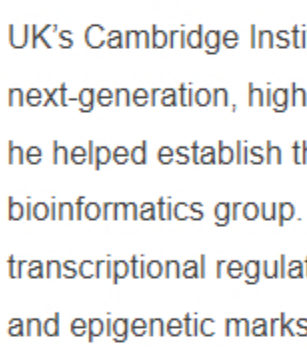 UK’s Cambridge Insti
next-generation, high
he helped establish th
bioinformatics group.
transcriptional regulat
and epigenetic marks